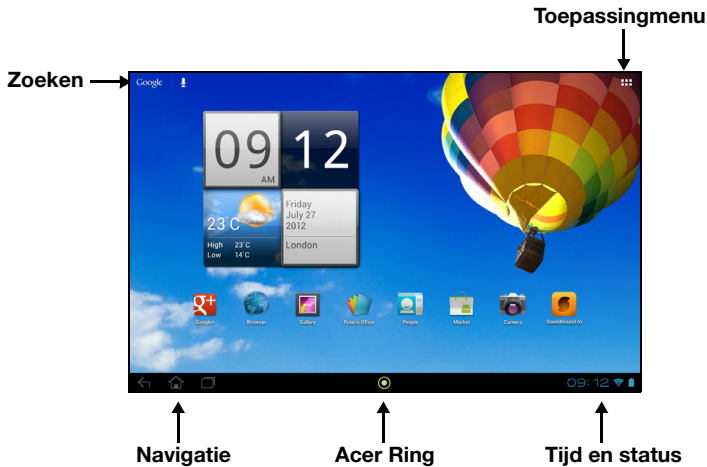 Toepassingmenu
Zoeken
Google
09
AM
12
23°C
High 23°C
Low 14°C
Friday
July 27
2012
London
Google+
Browser
Gallery
Polaris Office
People
Market
Camera
SoundHound oo
09:12
Navigatie
Acer Ring
Tijd en status